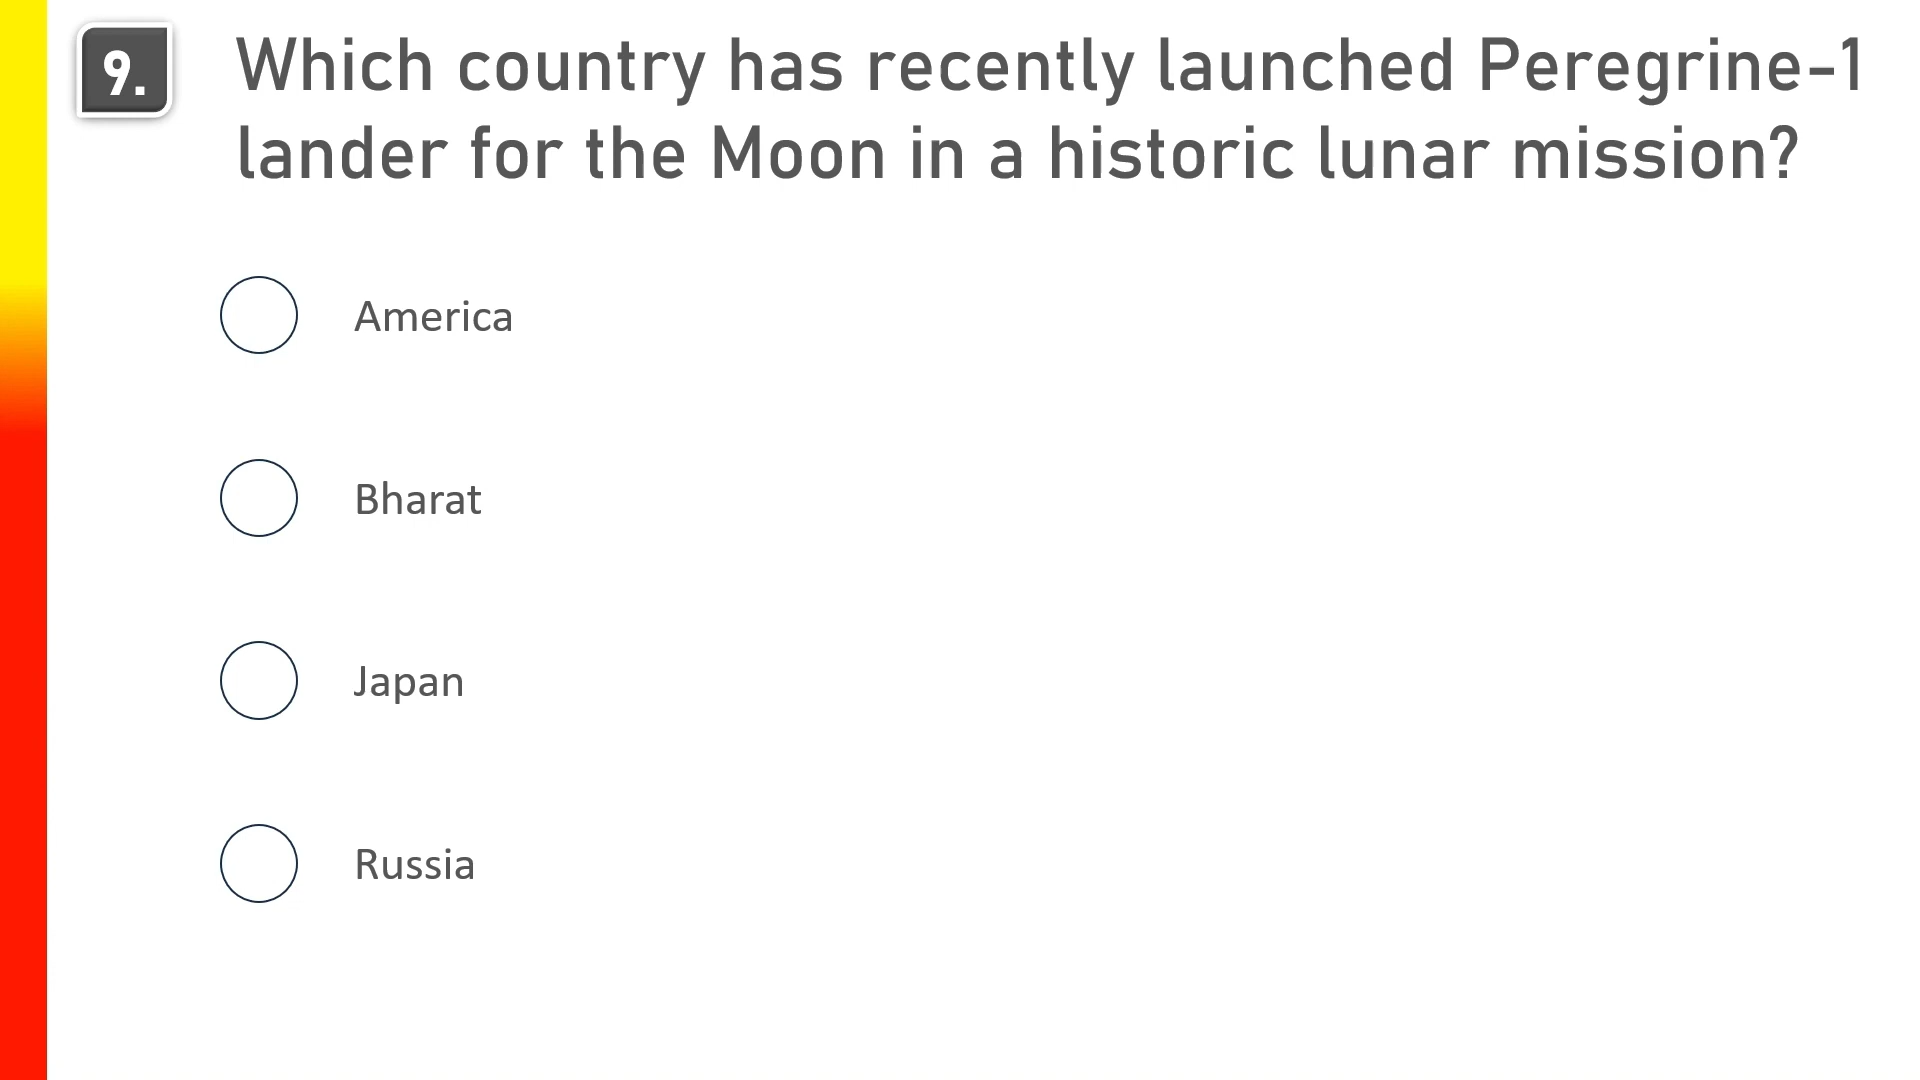 9.
Which country has recently launched Peregrine-1
lander for the Moon in a historic lunar mission?
America
Bharat
Japan
Russia